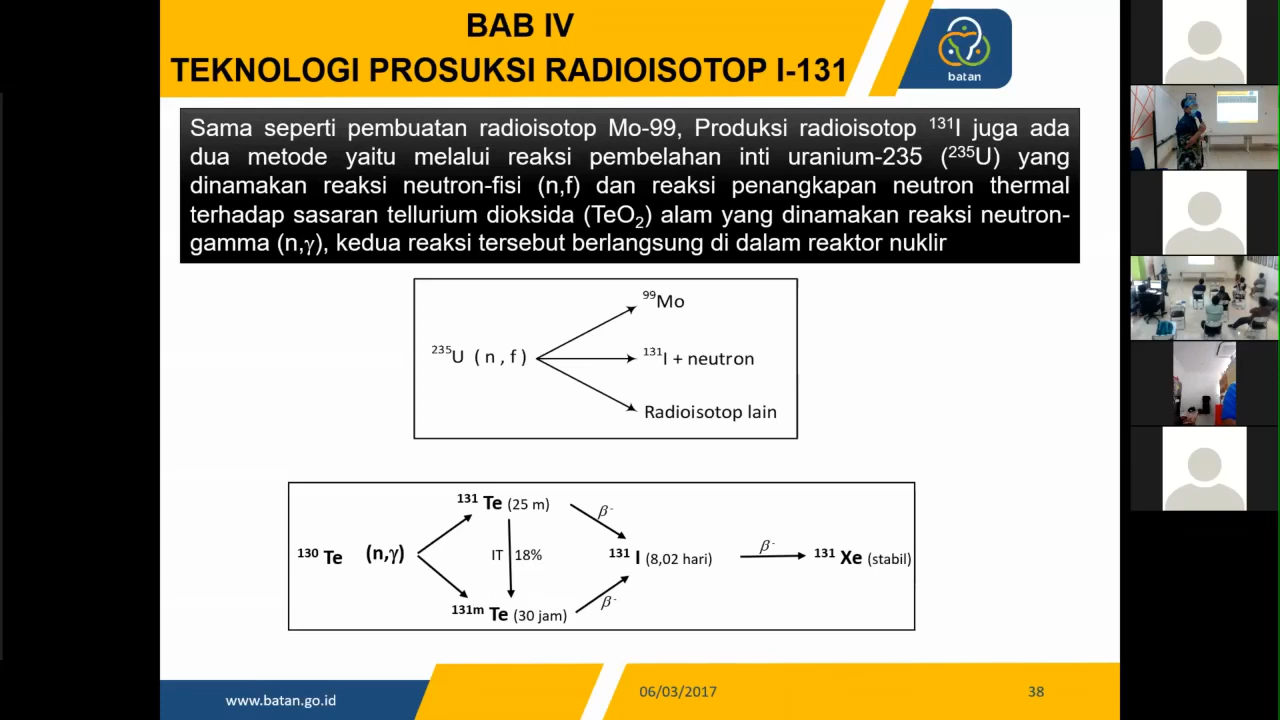 BAB IV
TEKNOLOGI PROSUKSI RADIOISOTOP I-131
batan
Sama seperti pembuatan radioisotop Mo-99, Produksi radioisotop ¹³¹I juga ada
dua metode yaitu melalui reaksi pembelahan inti uranium-235 (²³⁵U) yang
dinamakan reaksi neutron-fisi (n,f) dan reaksi penangkapan neutron thermal
terhadap sasaran tellurium dioksida (TeO₂) alam yang dinamakan reaksi neutron-
gamma (n,γ), kedua reaksi tersebut berlangsung di dalam reaktor nuklir
⁹⁹Mo
²³⁵U ( n , f )
¹³¹I + neutron
Radioisotop lain
¹³¹ Te (25 m)
β⁻
¹³⁰ Te (n,γ)
IT 18%
¹³¹ I (8,02 hari)
β⁻
¹³¹ Xe (stabil)
¹³¹ᵐ Te (30 jam)
β⁻
www.batan.go.id
06/03/2017
38